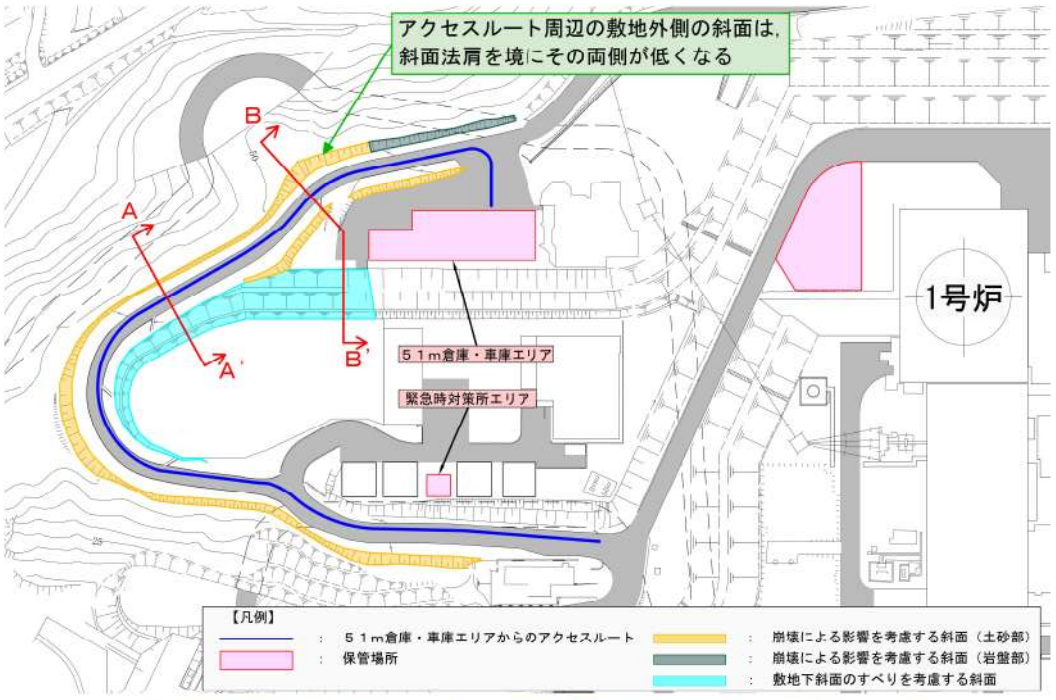 アクセスルート周辺の敷地外側の斜面は，
斜面法肩を境にその両側が低くなる
B
50
A
1号炉
B'
A'
51m倉庫・車庫エリア
緊急時対策所エリア
25
【凡例】
： 51m倉庫・車庫エリアからのアクセスルート
： 保管場所
： 崩壊による影響を考慮する斜面（土砂部）
： 崩壊による影響を考慮する斜面（岩盤部）
： 敷地下斜面のすべりを考慮する斜面